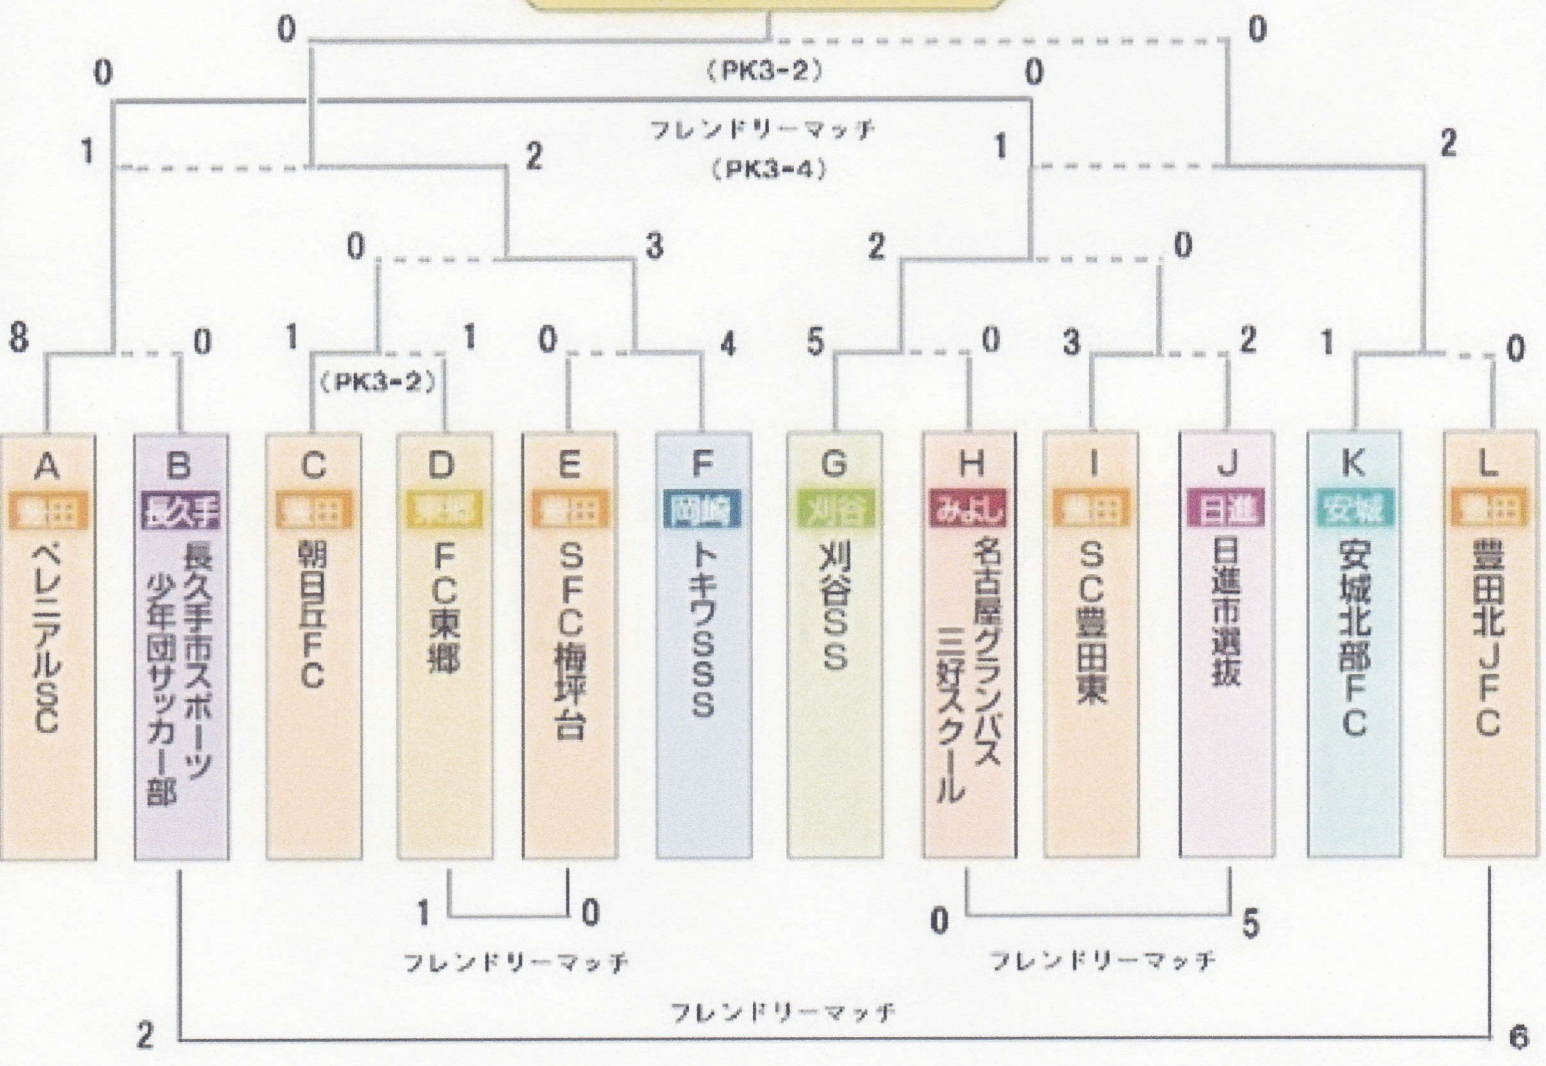 0
0
(PK3-2)
0
0
フレンドリーマッチ
(PK3-4)
1
2
1
2
0
3
2
0
8
0
1
1
(PK3-2)
0
4
5
0
3
2
1
0
A
B
C
D
E
F
G
H
I
J
K
L
豊田
長久手
豊田
東郷
豊田
岡崎
刈谷
みよし
豊田
日進
安城
豊田
ペレニアルSC
長久手市スポーツ
少年団サッカー部
朝日丘FC
FC東郷
SFC梅坪台
トキワSSS
刈谷SS
名古屋グランパス
三好スクール
SC豊田東
日進市選抜
安城北部FC
豊田北JFC
1
0
フレンドリーマッチ
0
5
フレンドリーマッチ
フレンドリーマッチ
2
6